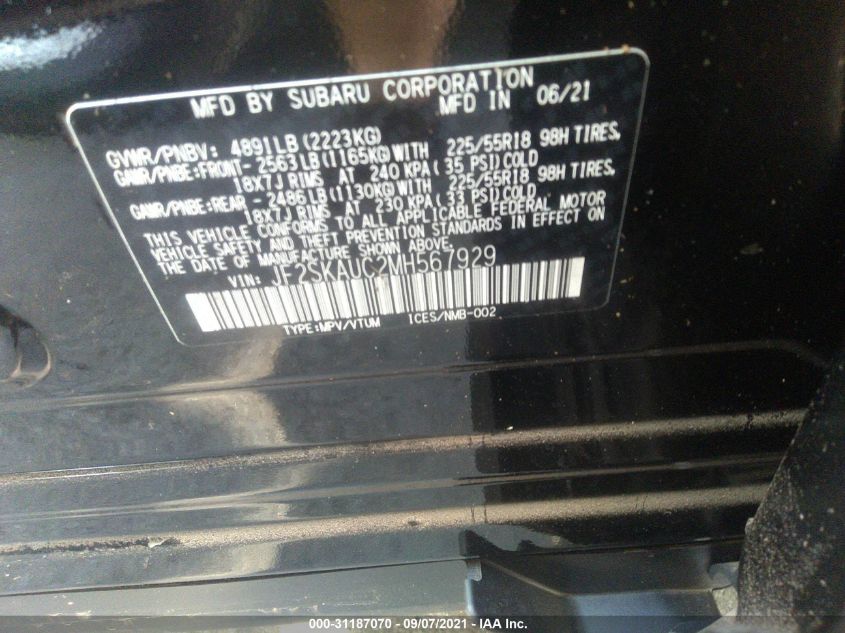 MFD BY SUBARU CORPORATION
MFD IN 06/21
GVWR/PNBV: 4891LB(2223KG)
GAWR/PNBE:FRONT-2563LB(1165KG)WITH 225/55R18 98H TIRES,
18X7J RIMS AT 240 KPA( 35 PSI)COLD
GAWR/PNBE:REAR -2486LB(1130KG)WITH 225/55R18 98H TIRES,
18X7J RIMS AT 230 KPA( 33 PSI)COLD
THIS VEHICLE CONFORMS TO ALL APPLICABLE FEDERAL MOTOR
VEHICLE SAFETY AND THEFT PREVENTION STANDARDS IN EFFECT ON
THE DATE OF MANUFACTURE SHOWN ABOVE.
VIN: JF2SKAUC2MH567929
TYPE:MPV/VTUM ICES/NMB-002
000-31187070 - 09/07/2021 - IAA Inc.